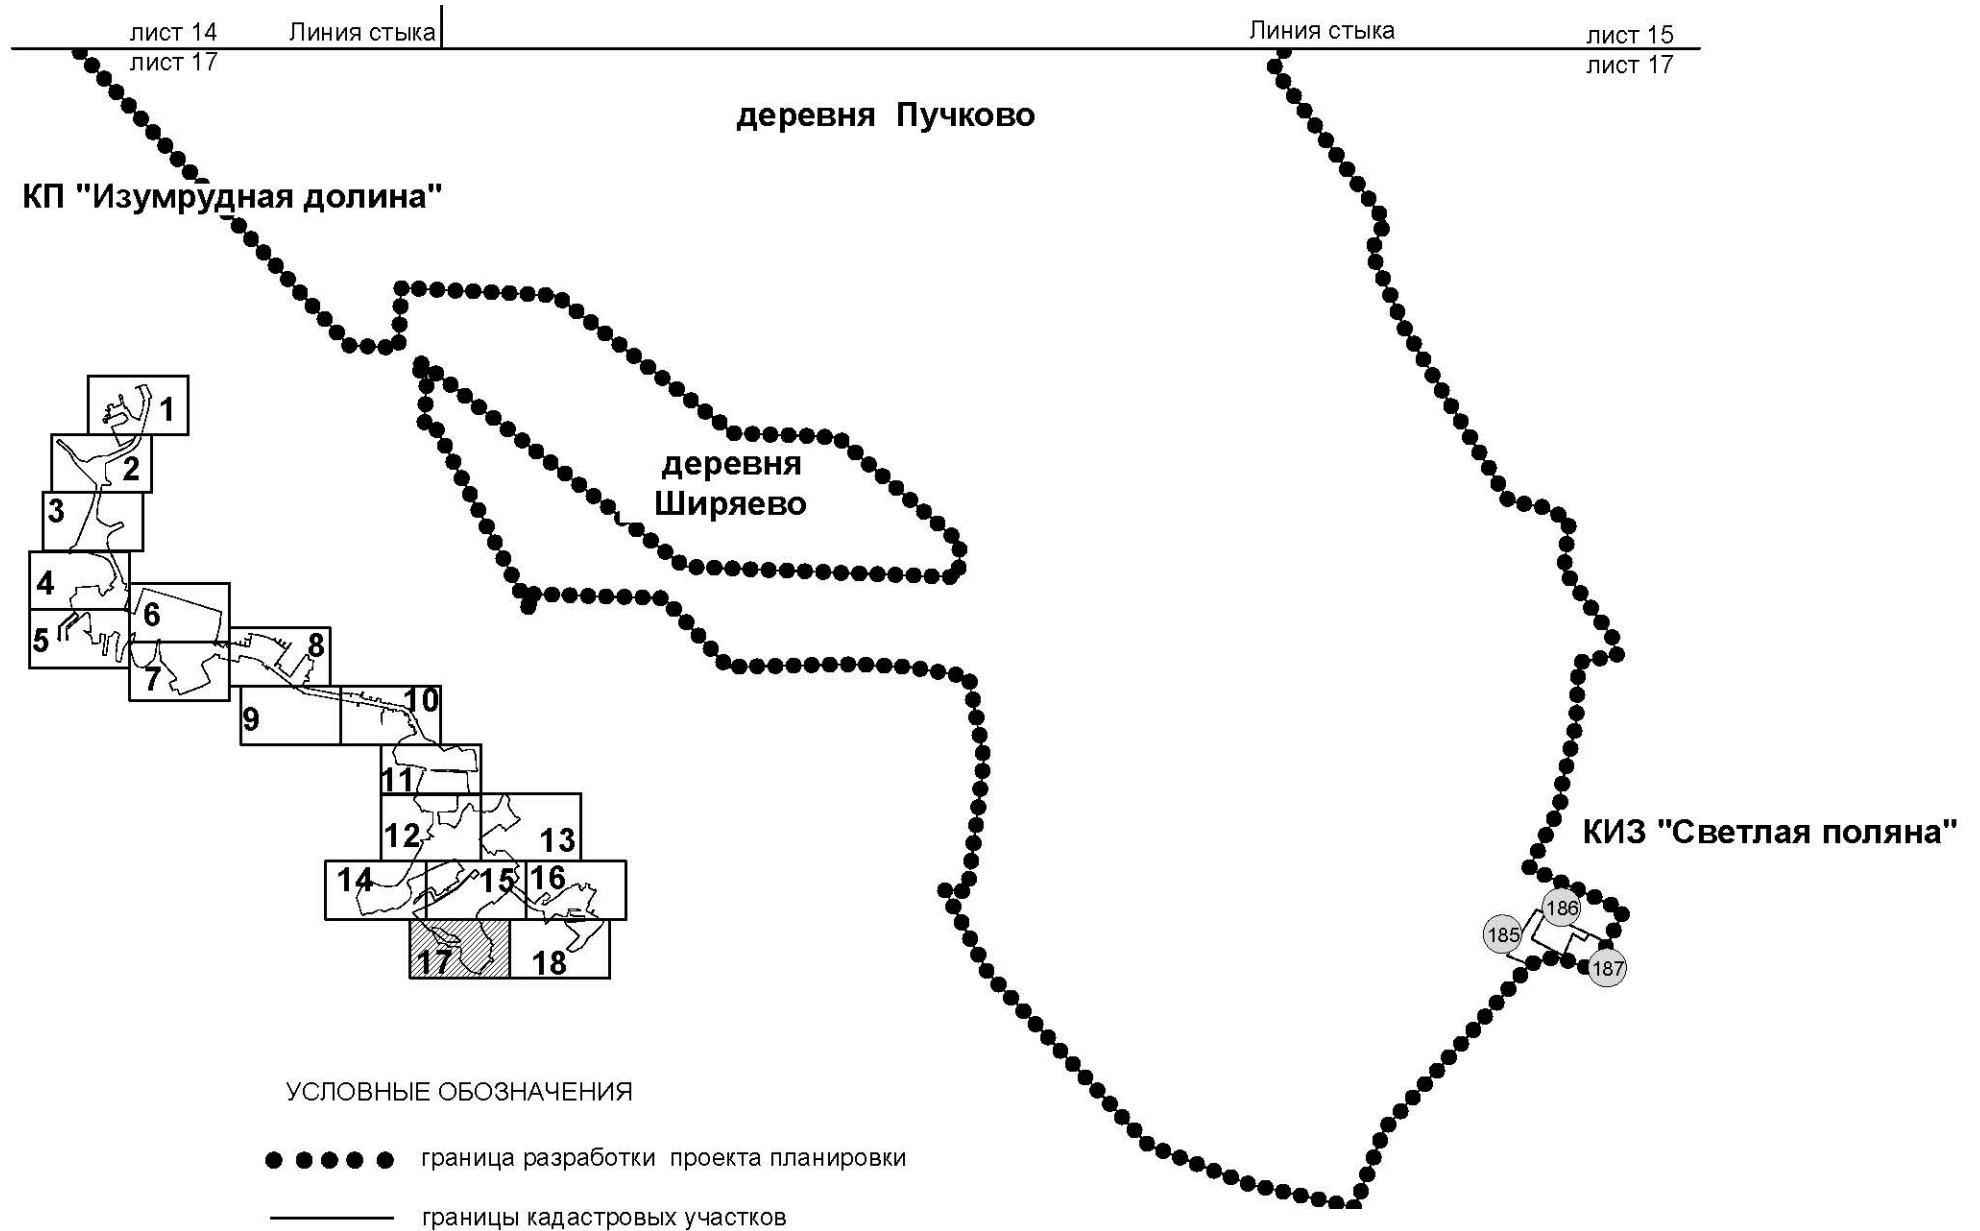 лист 14 Линия стыка Линия стыка лист 15
лист 17 лист 17
деревня Пучково
КП "Изумрудная долина"
деревня
Ширяево
1
2
3
4
5
6
7
8
9
10
11
12
13
14
15
16
17
18
КИЗ "Светлая поляна"
186
185
187
УСЛОВНЫЕ ОБОЗНАЧЕНИЯ
граница разработки проекта планировки
границы кадастровых участков